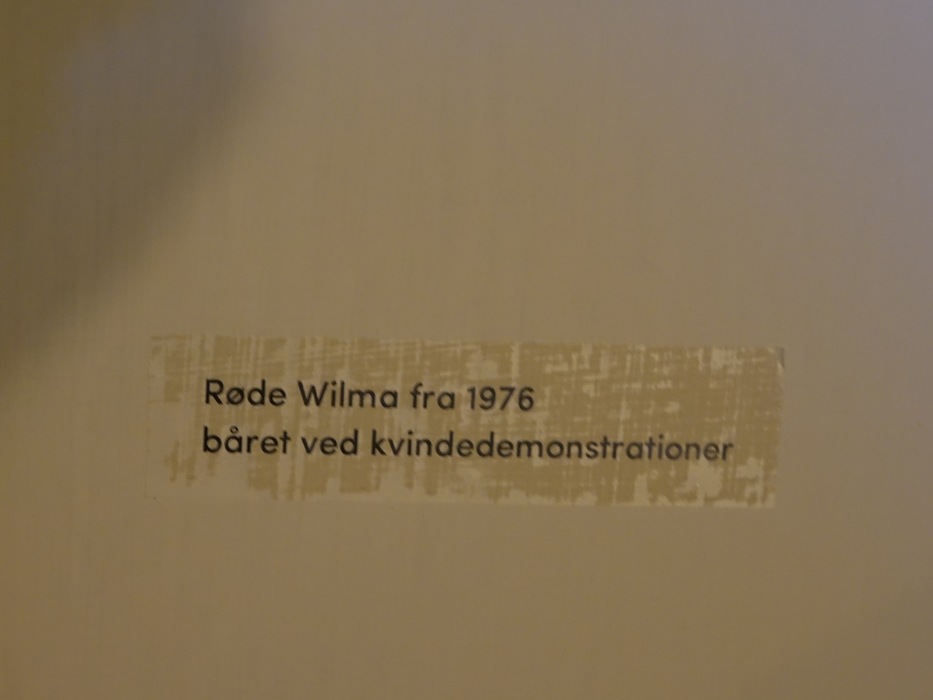 Røde Wilma fra 1976
båret ved kvindedemonstrationer